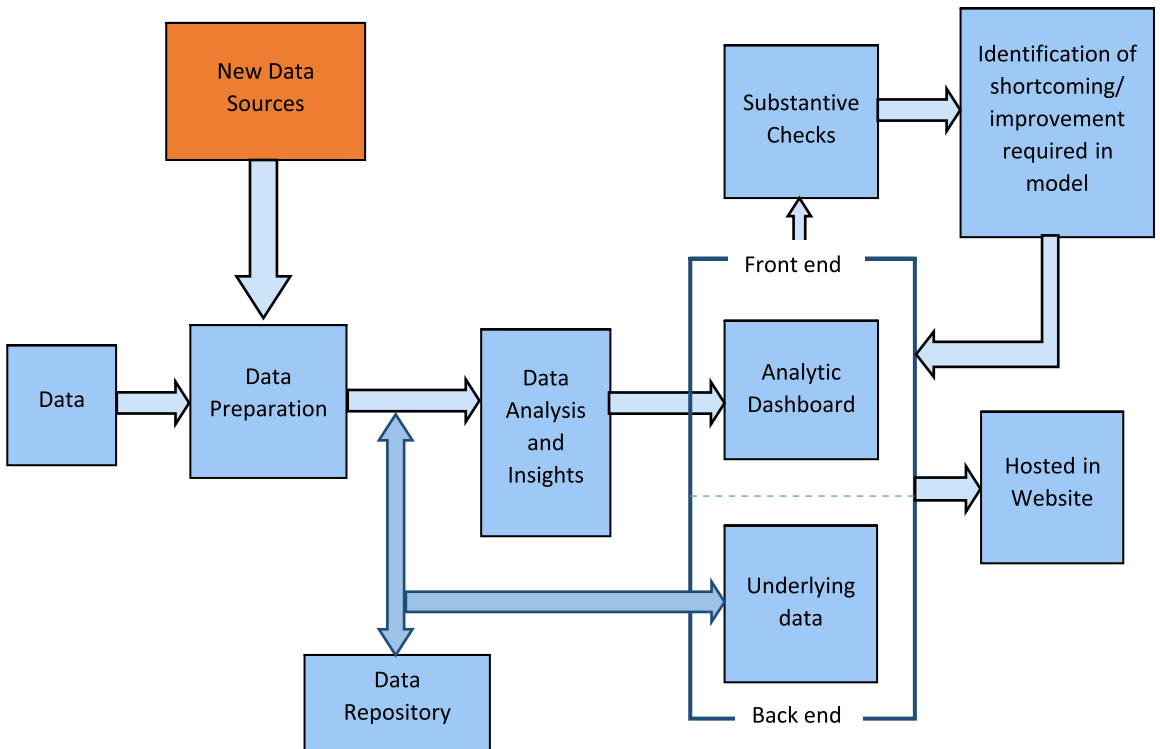 New Data
Sources
Substantive
Checks
Identification of
shortcoming/
improvement
required in
model
Front end
Data
Data
Preparation
Data
Analysis
and
Insights
Analytic
Dashboard
Hosted in
Website
Underlying
data
Data
Repository
Back end